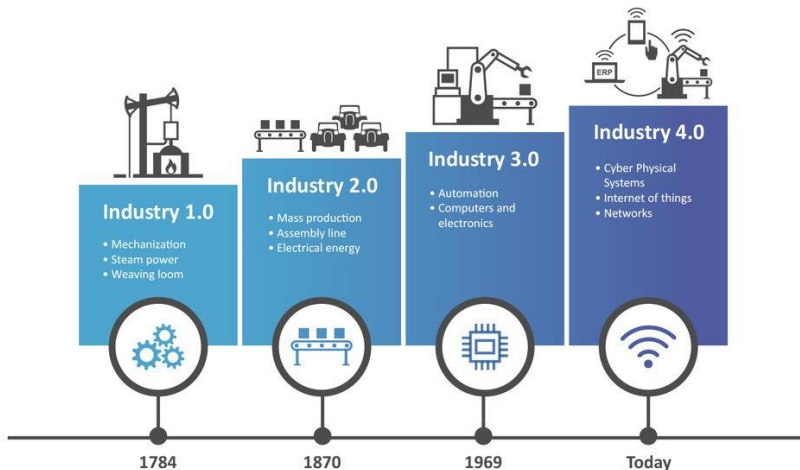 ERP
Industry 1.0
• Mechanization
• Steam power
• Weaving loom
Industry 2.0
• Mass production
• Assembly line
• Electrical energy
Industry 3.0
• Automation
• Computers and
electronics
Industry 4.0
• Cyber Physical
Systems
• Internet of things
• Networks
1784
1870
1969
Today